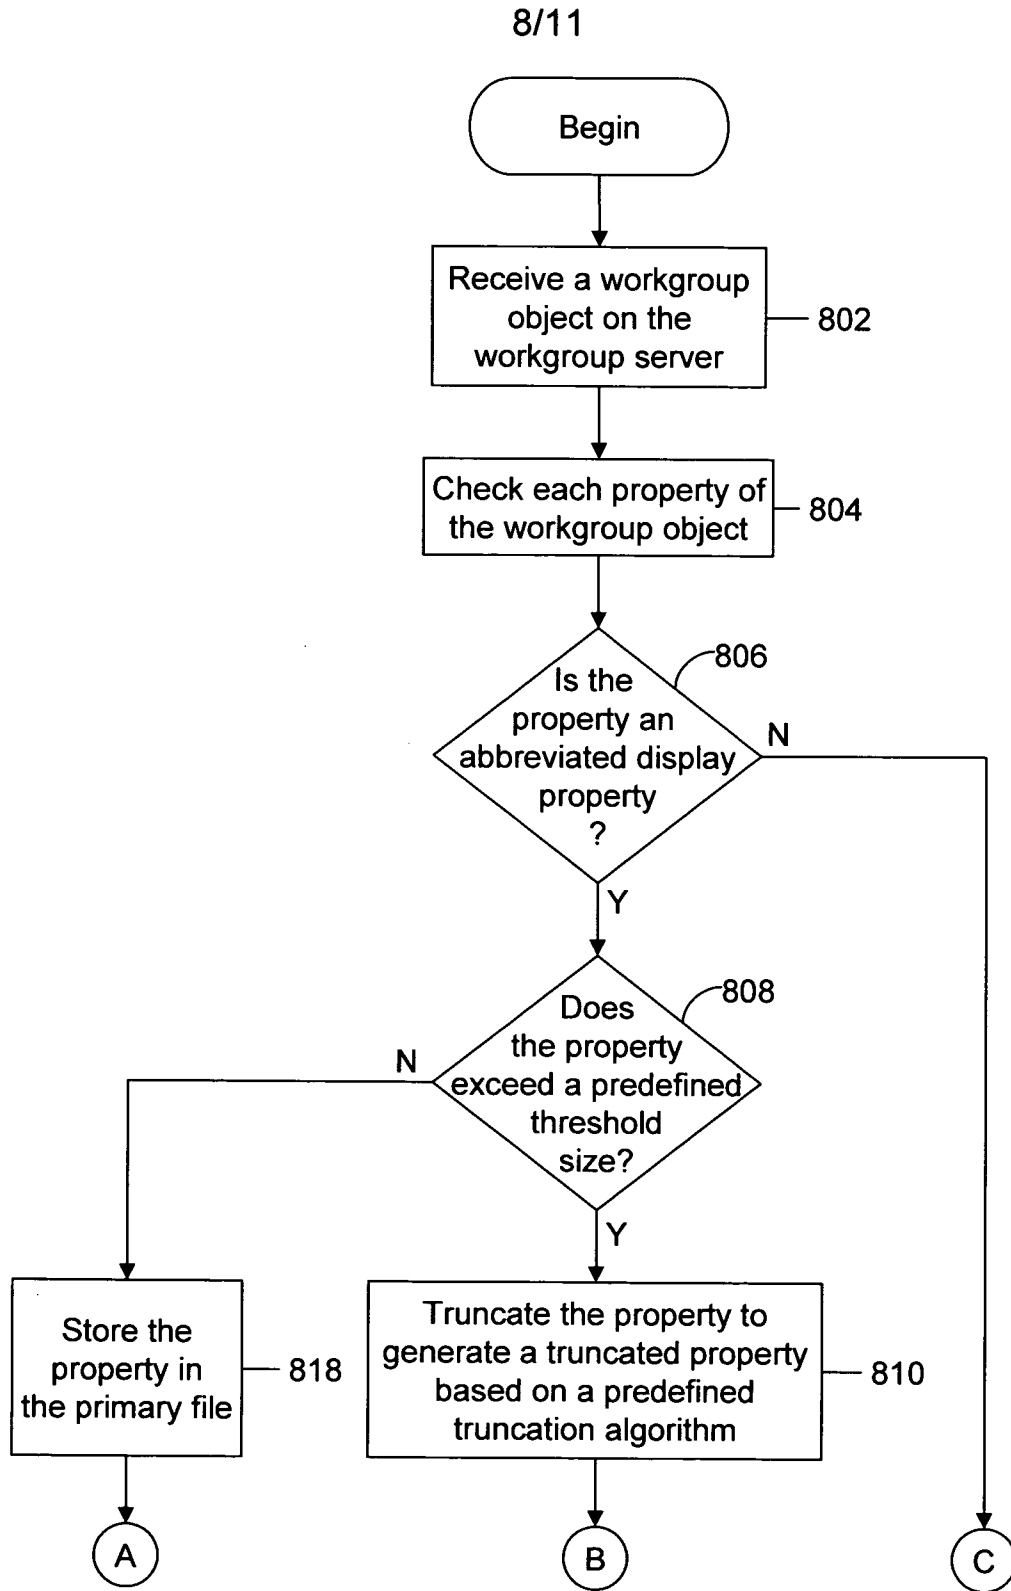 8/11
Begin
Receive a workgroup
object on the
workgroup server
802
Check each property of
the workgroup object
804
806
Is the
property an
abbreviated display
property
?
N
Y
808
Does
the property
exceed a predefined
threshold
size?
N
Y
Store the
property in
the primary file
818
Truncate the property to
generate a truncated property
based on a predefined
truncation algorithm
810
A
B
C